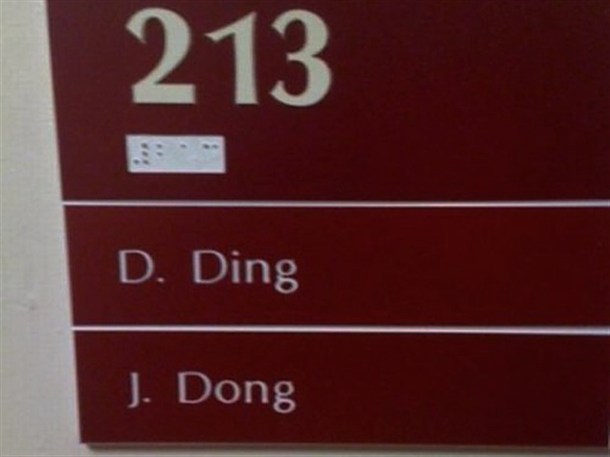 213
⠼⠃⠁⠉
D. Ding
J. Dong